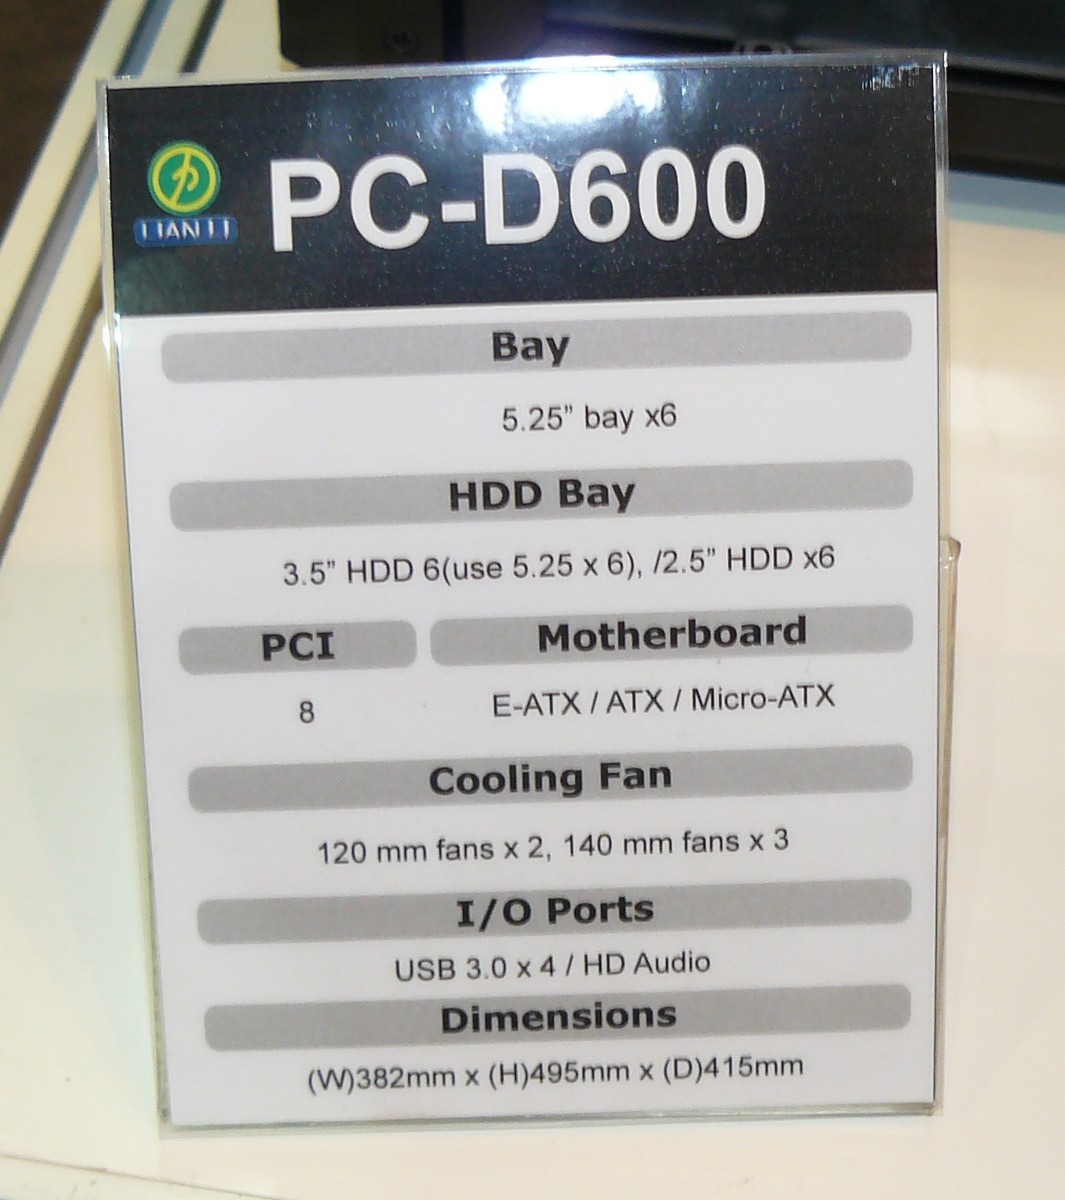 LIAN LI
PC-D600
Bay
5.25” bay x6
HDD Bay
3.5” HDD 6(use 5.25 x 6), /2.5” HDD x6
PCI
Motherboard
8
E-ATX / ATX / Micro-ATX
Cooling Fan
120 mm fans x 2, 140 mm fans x 3
I/O Ports
USB 3.0 x 4 / HD Audio
Dimensions
(W)382mm x (H)495mm x (D)415mm